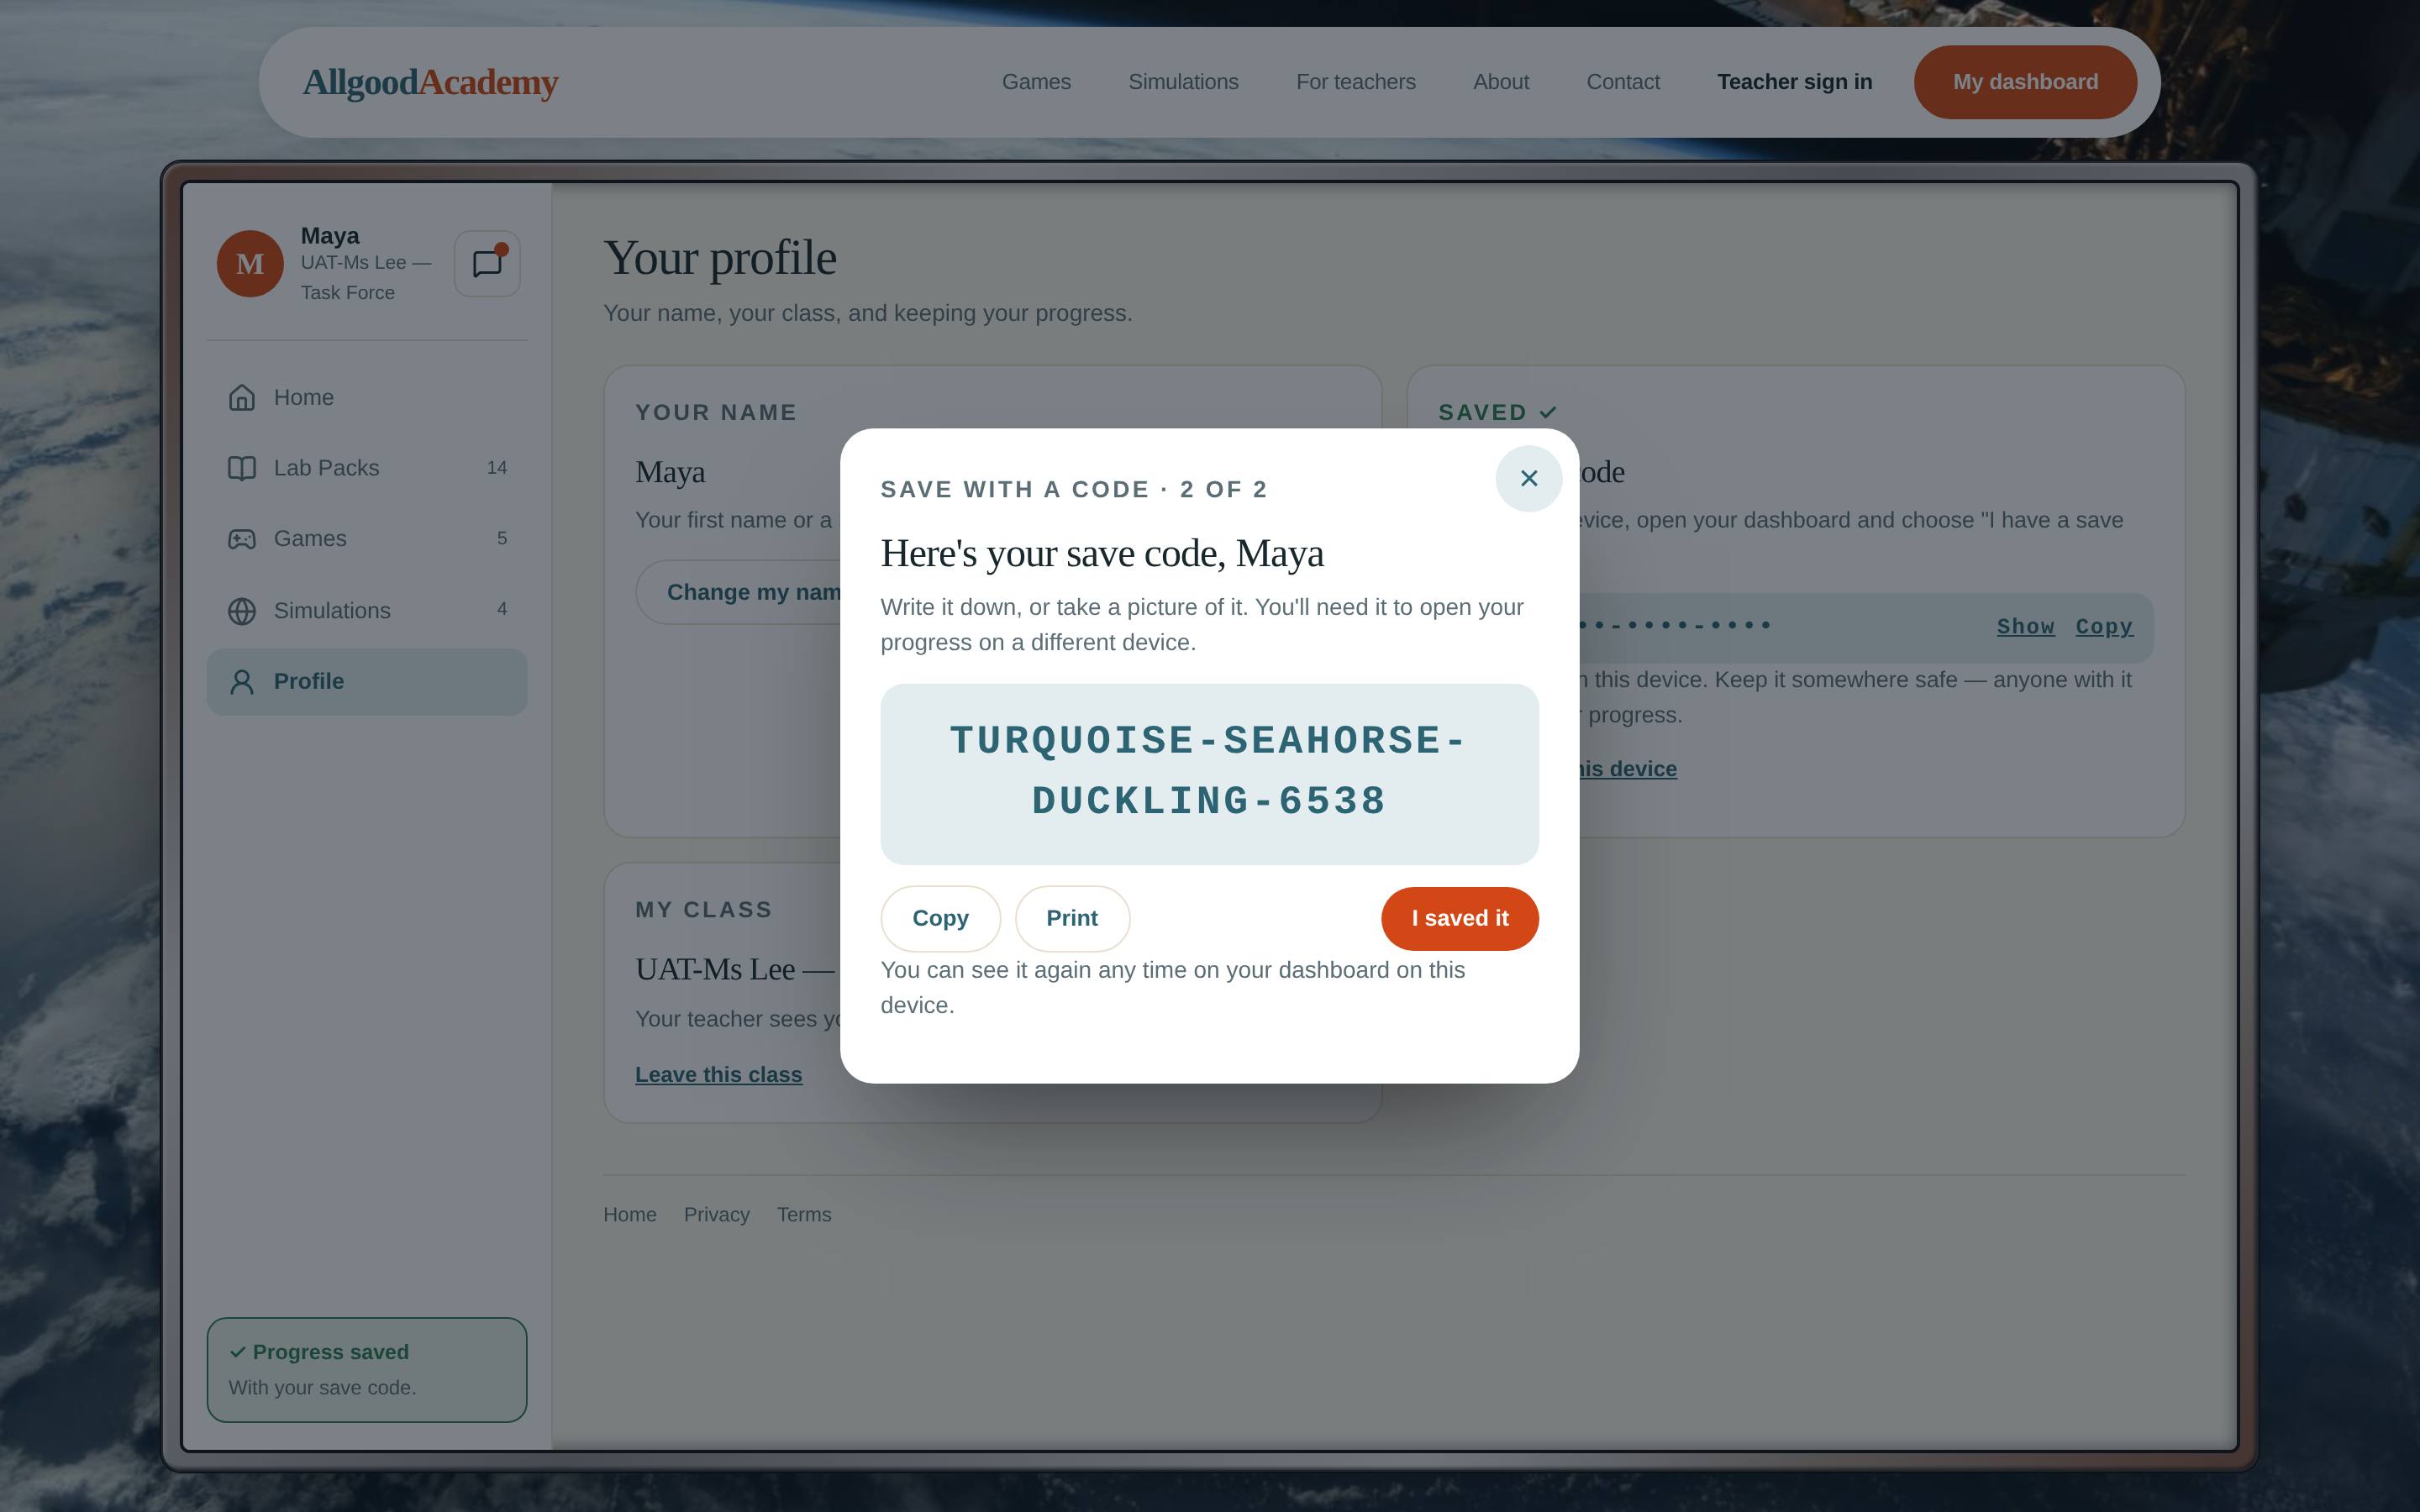 AllgoodAcademy
Games
Simulations
For teachers
About
Contact
Teacher sign in
My dashboard
M
Maya
UAT-Ms Lee —
Task Force
Home
Lab Packs
14
Games
5
Simulations
4
Profile
✓ Progress saved
With your save code.
Your profile
Your name, your class, and keeping your progress.
YOUR NAME
Maya
Your first name or a
Change my nam
SAVED ✓
ode
evice, open your dashboard and choose "I have a save
••-••••-••••
Show
Copy
n this device. Keep it somewhere safe — anyone with it
progress.
his device
MY CLASS
UAT-Ms Lee —
Your teacher sees yo
Leave this class
SAVE WITH A CODE · 2 OF 2
×
Here's your save code, Maya
Write it down, or take a picture of it. You'll need it to open your
progress on a different device.
TURQUOISE-SEAHORSE-
DUCKLING-6538
Copy
Print
I saved it
You can see it again any time on your dashboard on this
device.
Home
Privacy
Terms